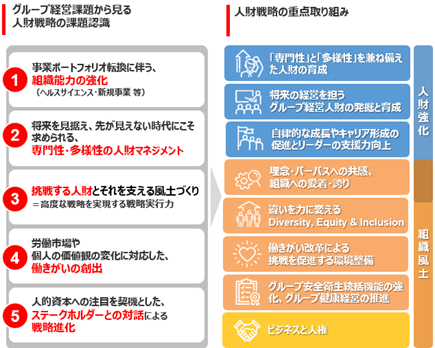 グループ経営課題から見る
人財戦略の課題認識
1
事業ポートフォリオ転換に伴う、
組織能力の強化
（ヘルスサイエンス・新規事業 等）
2
将来を見据え、先が見えない時代にこそ
求められる、
専門性・多様性の人財マネジメント
3
挑戦する人財とそれを支える風土づくり
＝高度な戦略を実現する戦略実行力
4
労働市場や
個人の価値観の変化に対応した、
働きがいの創出
5
人的資本への注目を契機とした、
ステークホルダーとの対話による
戦略進化
人財戦略の重点取り組み
「専門性」と「多様性」を兼ね備え
た人財の育成
将来の経営を担う
グループ経営人財の発掘と育成
自律的な成長やキャリア形成の
促進とリーダーの支援力向上
理念・パーパスへの共感、
組織への愛着・誇り
違いを力に変える
Diversity, Equity & Inclusion
働きがい改革による
挑戦を促進する環境整備
グループ安全衛生統括機能の強
化、グループ健康経営の推進
ビジネスと人権
人財強化
組織風土